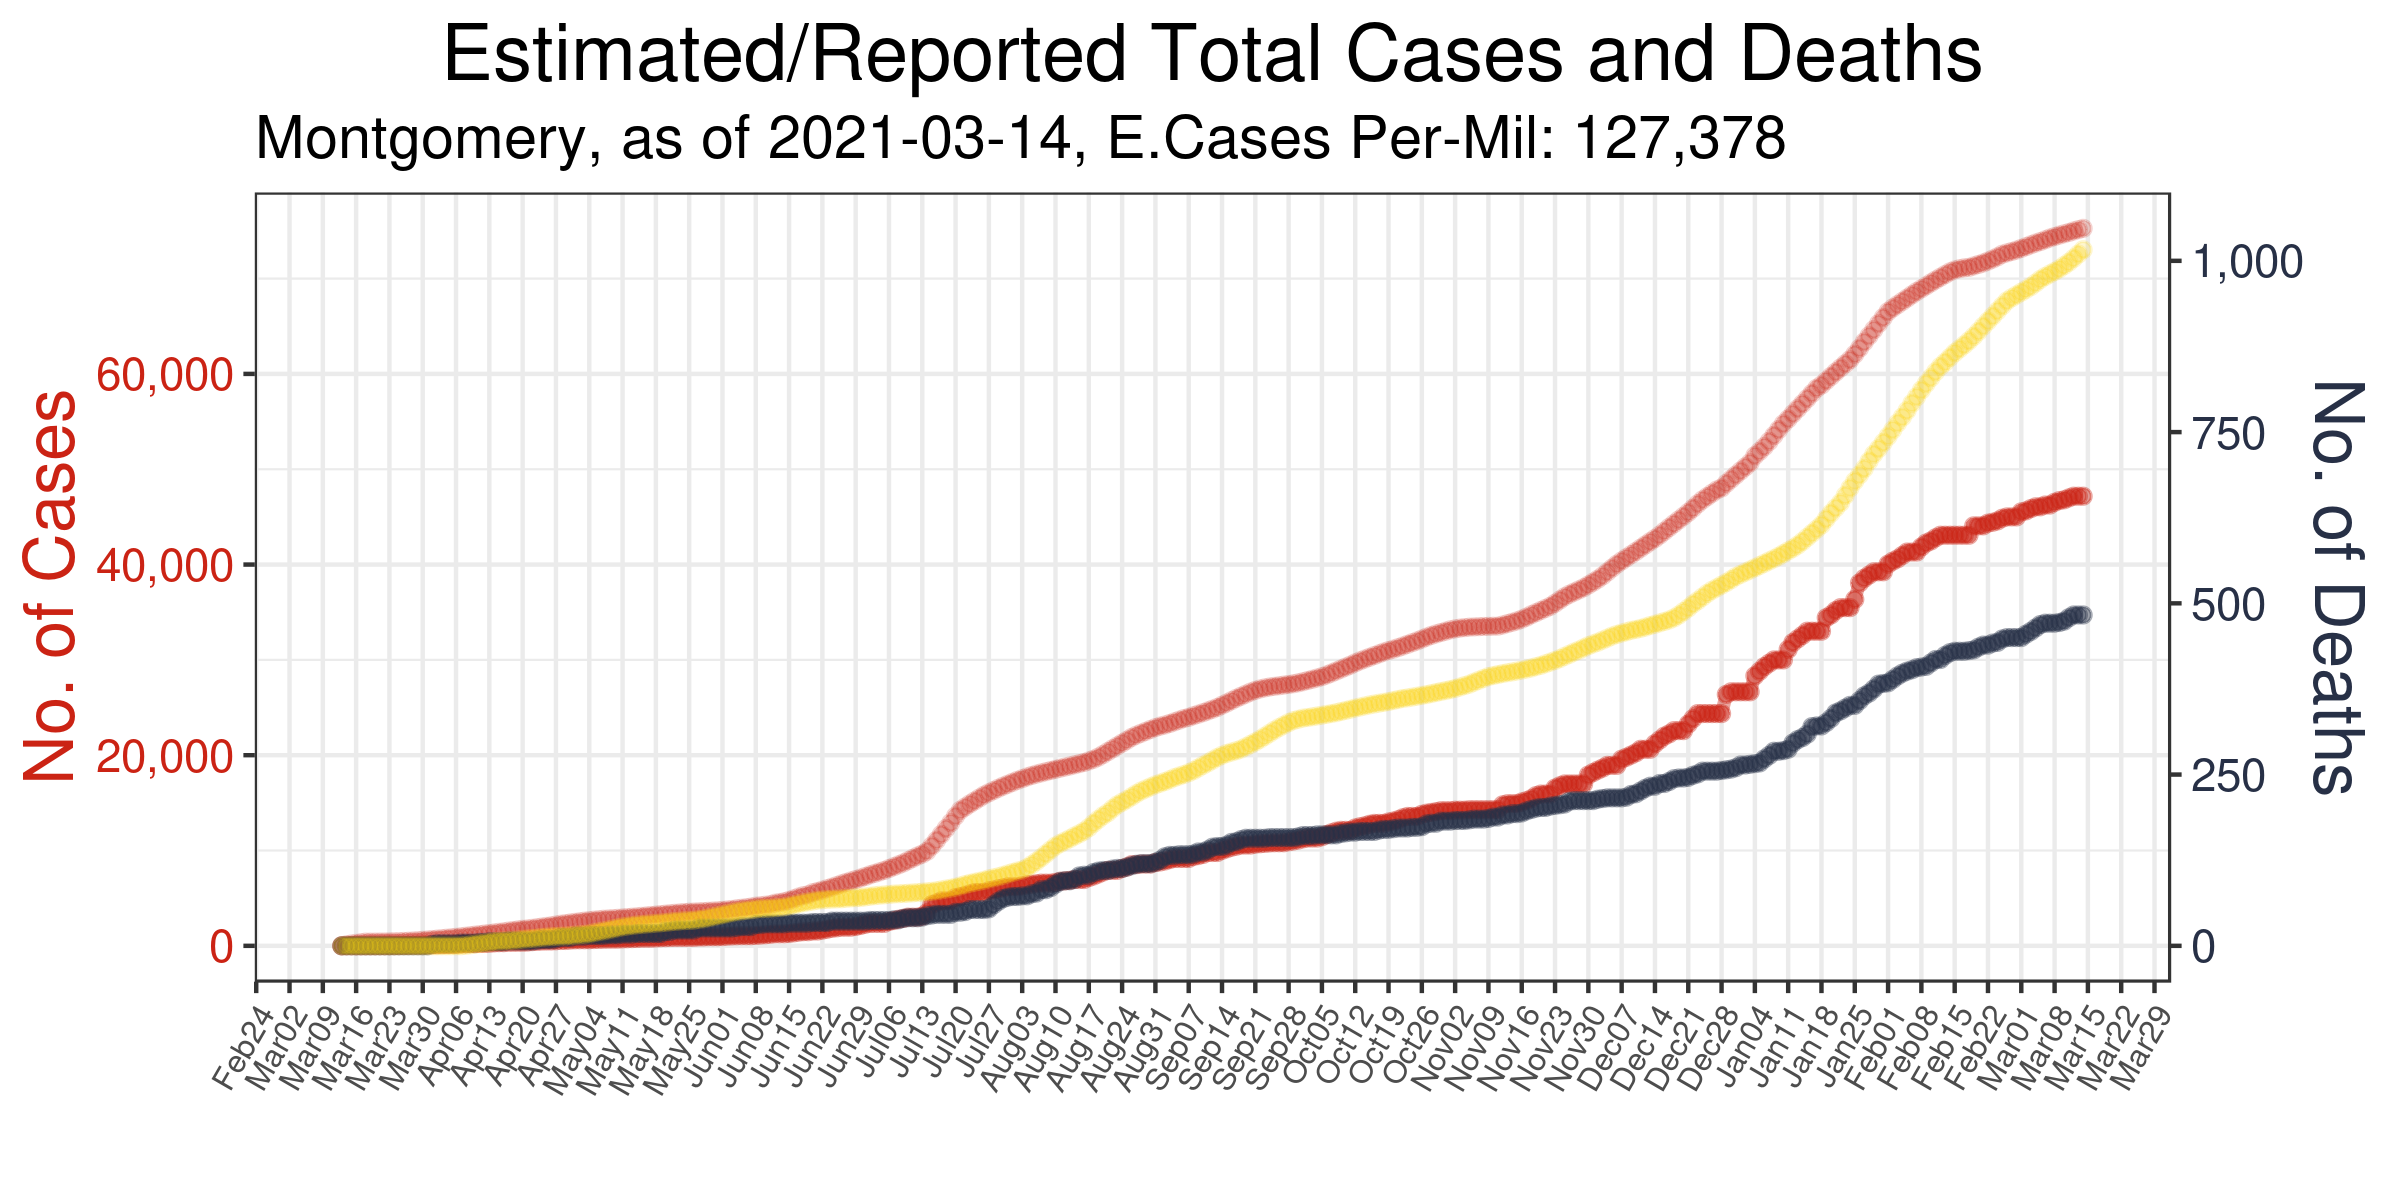 Estimated/Reported Total Cases and Deaths
Montgomery, as of 2021-03-14, E.Cases Per-Mil: 127,378
No. of Cases
60,000
40,000
20,000
0
1,000
750
500
250
0
No. of Deaths
Feb24
Mar02
Mar09
Mar16
Mar23
Mar30
Apr06
Apr13
Apr20
Apr27
May04
May11
May18
May25
Jun01
Jun08
Jun15
Jun22
Jun29
Jul06
Jul13
Jul20
Jul27
Aug03
Aug10
Aug17
Aug24
Aug31
Sep07
Sep14
Sep21
Sep28
Oct05
Oct12
Oct19
Oct26
Nov02
Nov09
Nov16
Nov23
Nov30
Dec07
Dec14
Dec21
Dec28
Jan04
Jan11
Jan18
Jan25
Feb01
Feb08
Feb15
Feb22
Mar01
Mar08
Mar15
Mar22
Mar29